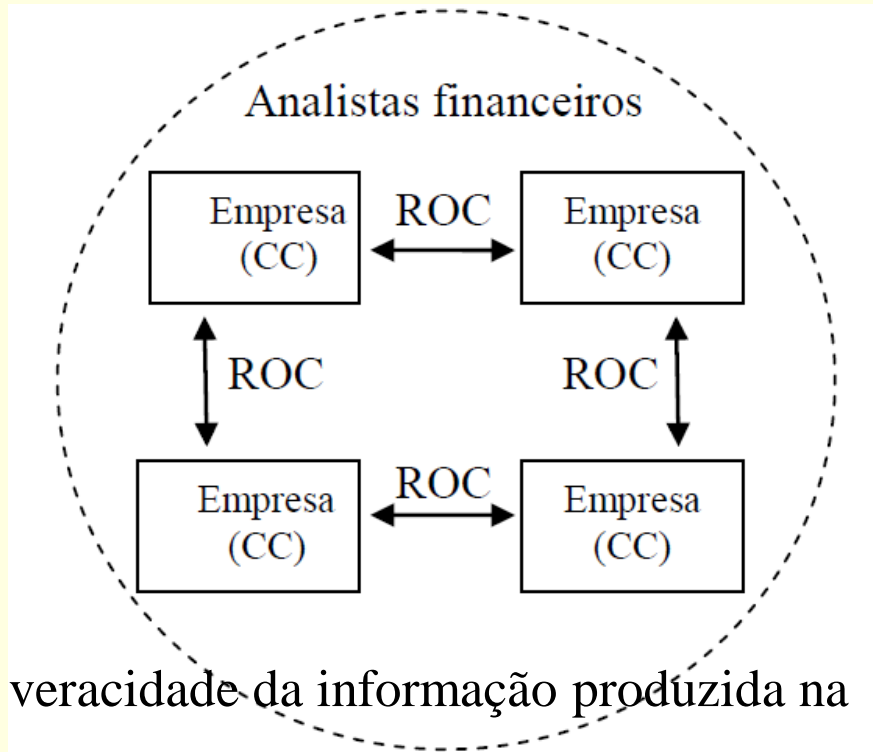 Analistas financeiros
Empresa
(CC)
ROC
Empresa
(CC)
ROC
ROC
Empresa
(CC)
ROC
Empresa
(CC)
veracidade da informação produzida na